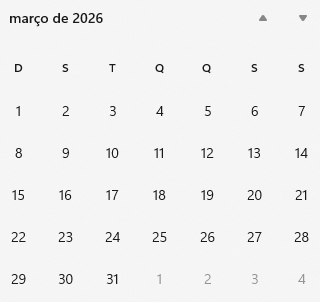 março de 2026
D S T Q Q S S
1 2 3 4 5 6 7
8 9 10 11 12 13 14
15 16 17 18 19 20 21
22 23 24 25 26 27 28
29 30 31 1 2 3 4